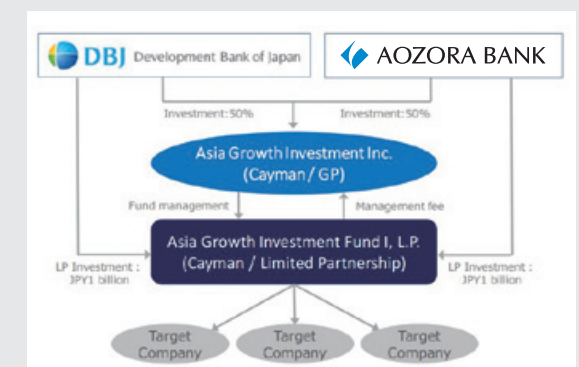 DBJ Development Bank of Japan
AOZORA BANK
Investment:50%
Investment:50%
Asia Growth Investment Inc.
(Cayman / GP)
Fund management
Management fee
Asia Growth Investment Fund I, L.P.
(Cayman / Limited Partnership)
LP Investment :
JPY1 billion
LP Investment :
JPY1 billion
Target
Company
Target
Company
Target
Company